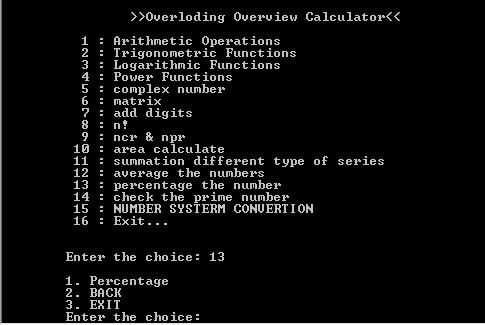 >>Overloding Overview Calculator<<
1 : Arithmetic Operations
2 : Trigonometric Functions
3 : Logarithmic Functions
4 : Power Functions
5 : complex number
6 : matrix
7 : add digits
8 : n!
9 : ncr & npr
10 : area calculate
11 : summation different type of series
12 : average the numbers
13 : percentage the number
14 : check the prime number
15 : NUMBER SYSTERM CONVERTION
16 : Exit...
Enter the choice: 13
1. Percentage
2. BACK
3. EXIT
Enter the choice: